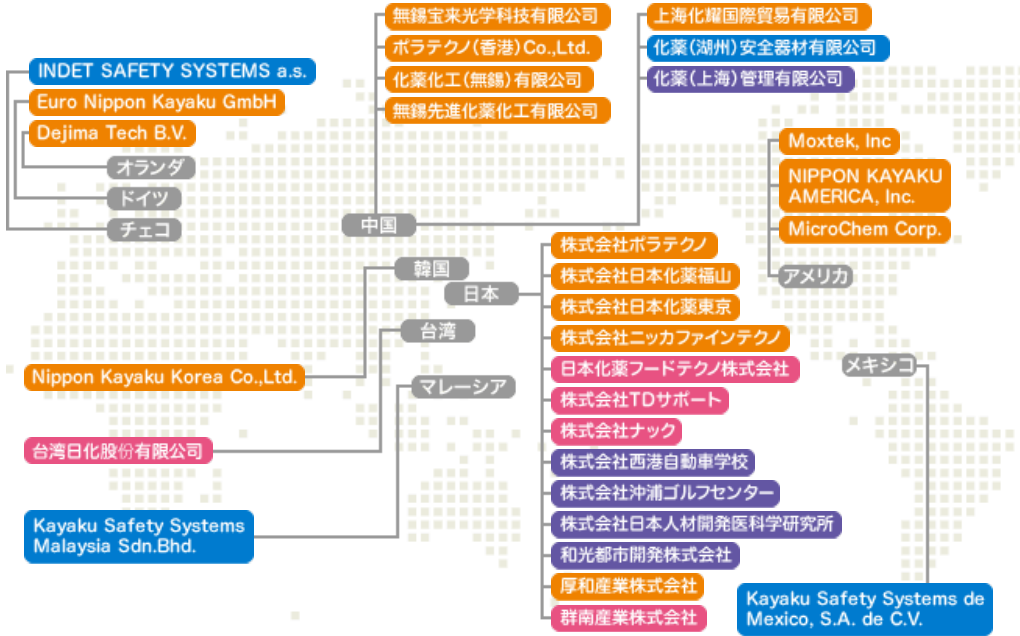 無錫宝来光学科技有限公司
ポラテクノ(香港)Co.,Ltd.
化薬化工(無錫)有限公司
無錫先進化薬化工有限公司
上海化耀国際貿易有限公司
化薬(湖州)安全器材有限公司
化薬(上海)管理有限公司
INDET SAFETY SYSTEMS a.s.
Euro Nippon Kayaku GmbH
Dejima Tech B.V.
オランダ
ドイツ
チェコ
中国
Moxtek, Inc
NIPPON KAYAKU
AMERICA, Inc.
MicroChem Corp.
アメリカ
韓国
日本
台湾
マレーシア
メキシコ
株式会社ポラテクノ
株式会社日本化薬福山
株式会社日本化薬東京
株式会社ニッカファインテクノ
日本化薬フードテクノ株式会社
株式会社TDサポート
株式会社ナック
株式会社西港自動車学校
株式会社沖浦ゴルフセンター
株式会社日本人材開発医科学研究所
和光都市開発株式会社
厚和産業株式会社
群南産業株式会社
Nippon Kayaku Korea Co.,Ltd.
台湾日化股份有限公司
Kayaku Safety Systems
Malaysia Sdn.Bhd.
Kayaku Safety Systems de
Mexico, S.A. de C.V.